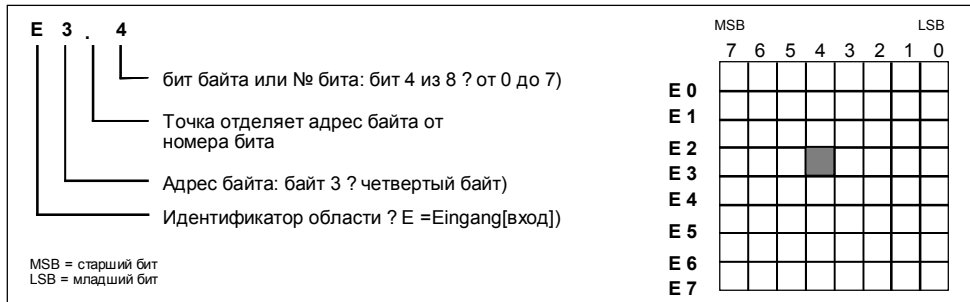 E 3 . 4
бит байта или № бита: бит 4 из 8 ? от 0 до 7)
Точка отделяет адрес байта от
номера бита
Адрес байта: байт 3 ? четвертый байт)
Идентификатор области ? E =Eingang[вход])
MSB = старший бит
LSB = младший бит
MSB LSB
7 6 5 4 3 2 1 0
E 0
E 1
E 2
E 3
E 4
E 5
E 6
E 7